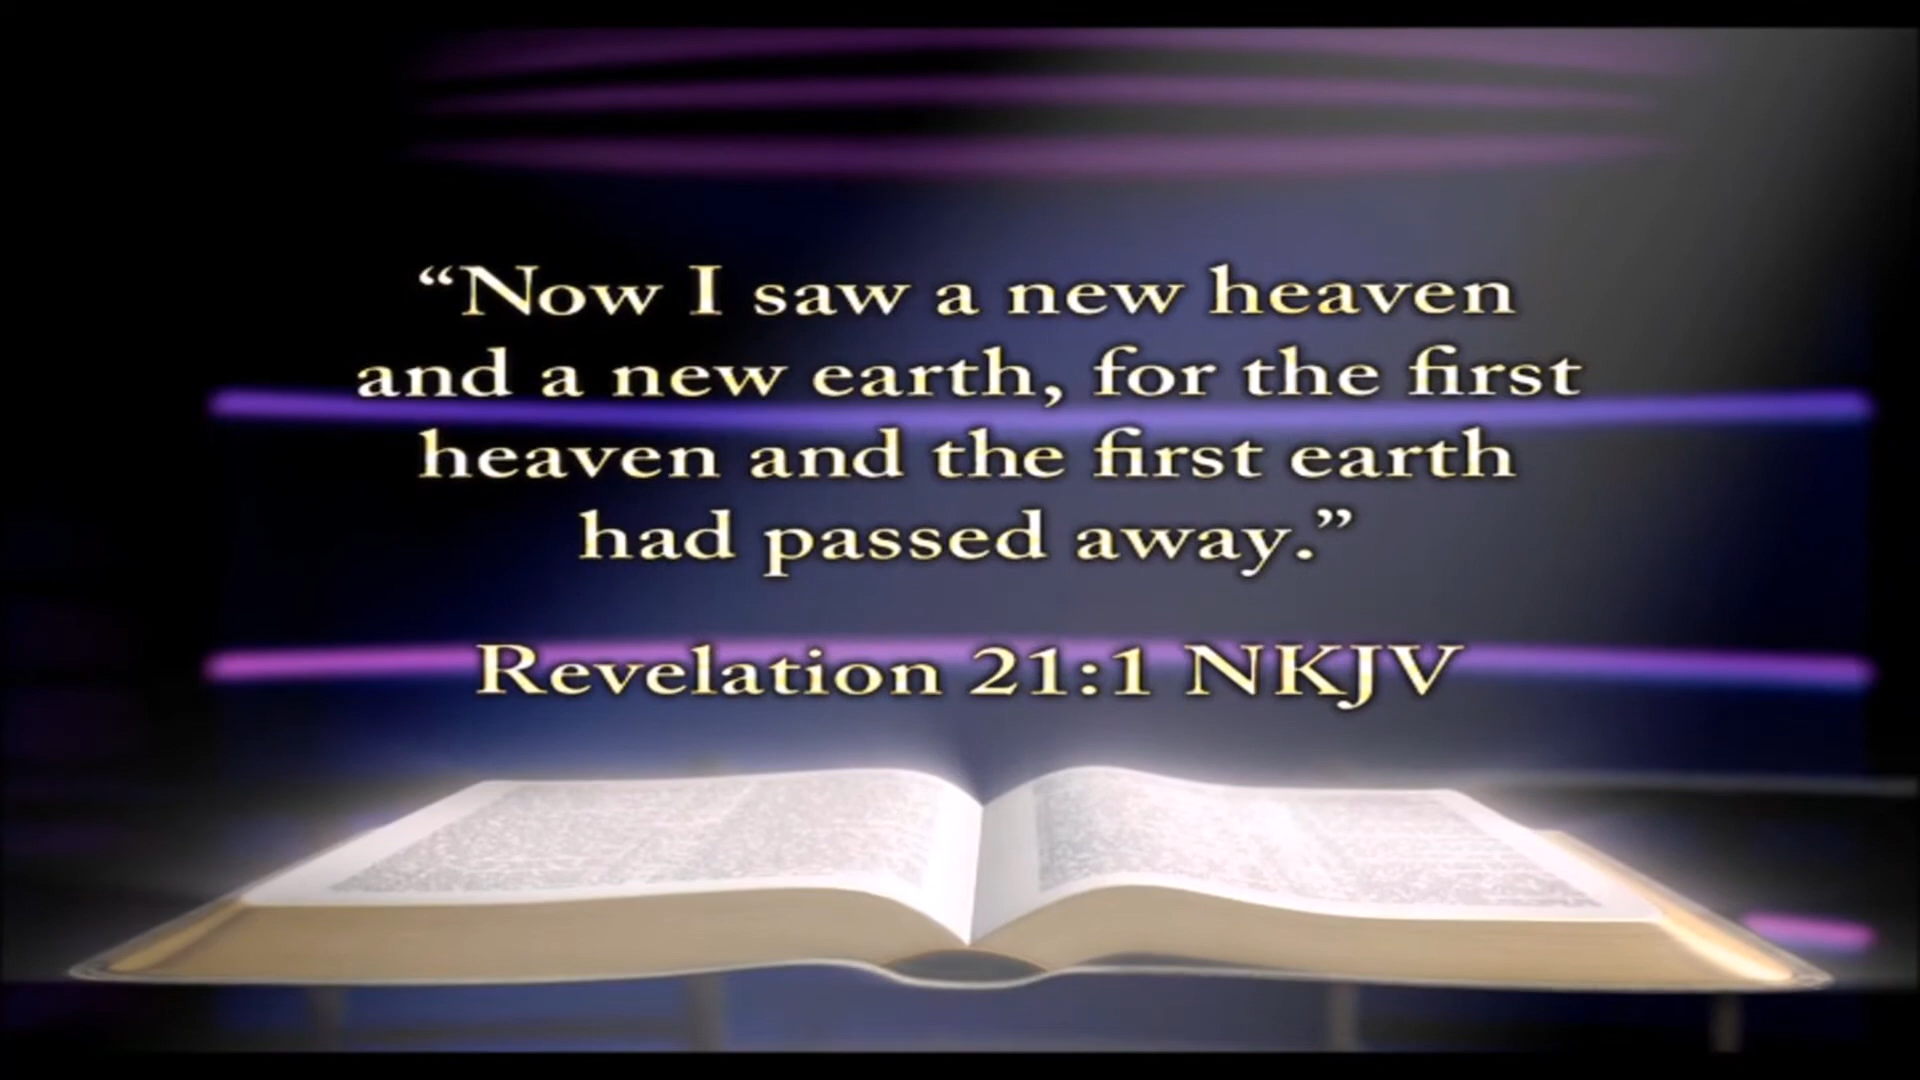 “Now I saw a new heaven
and a new earth, for the first
heaven and the first earth
had passed away.”
Revelation 21:1 NKJV